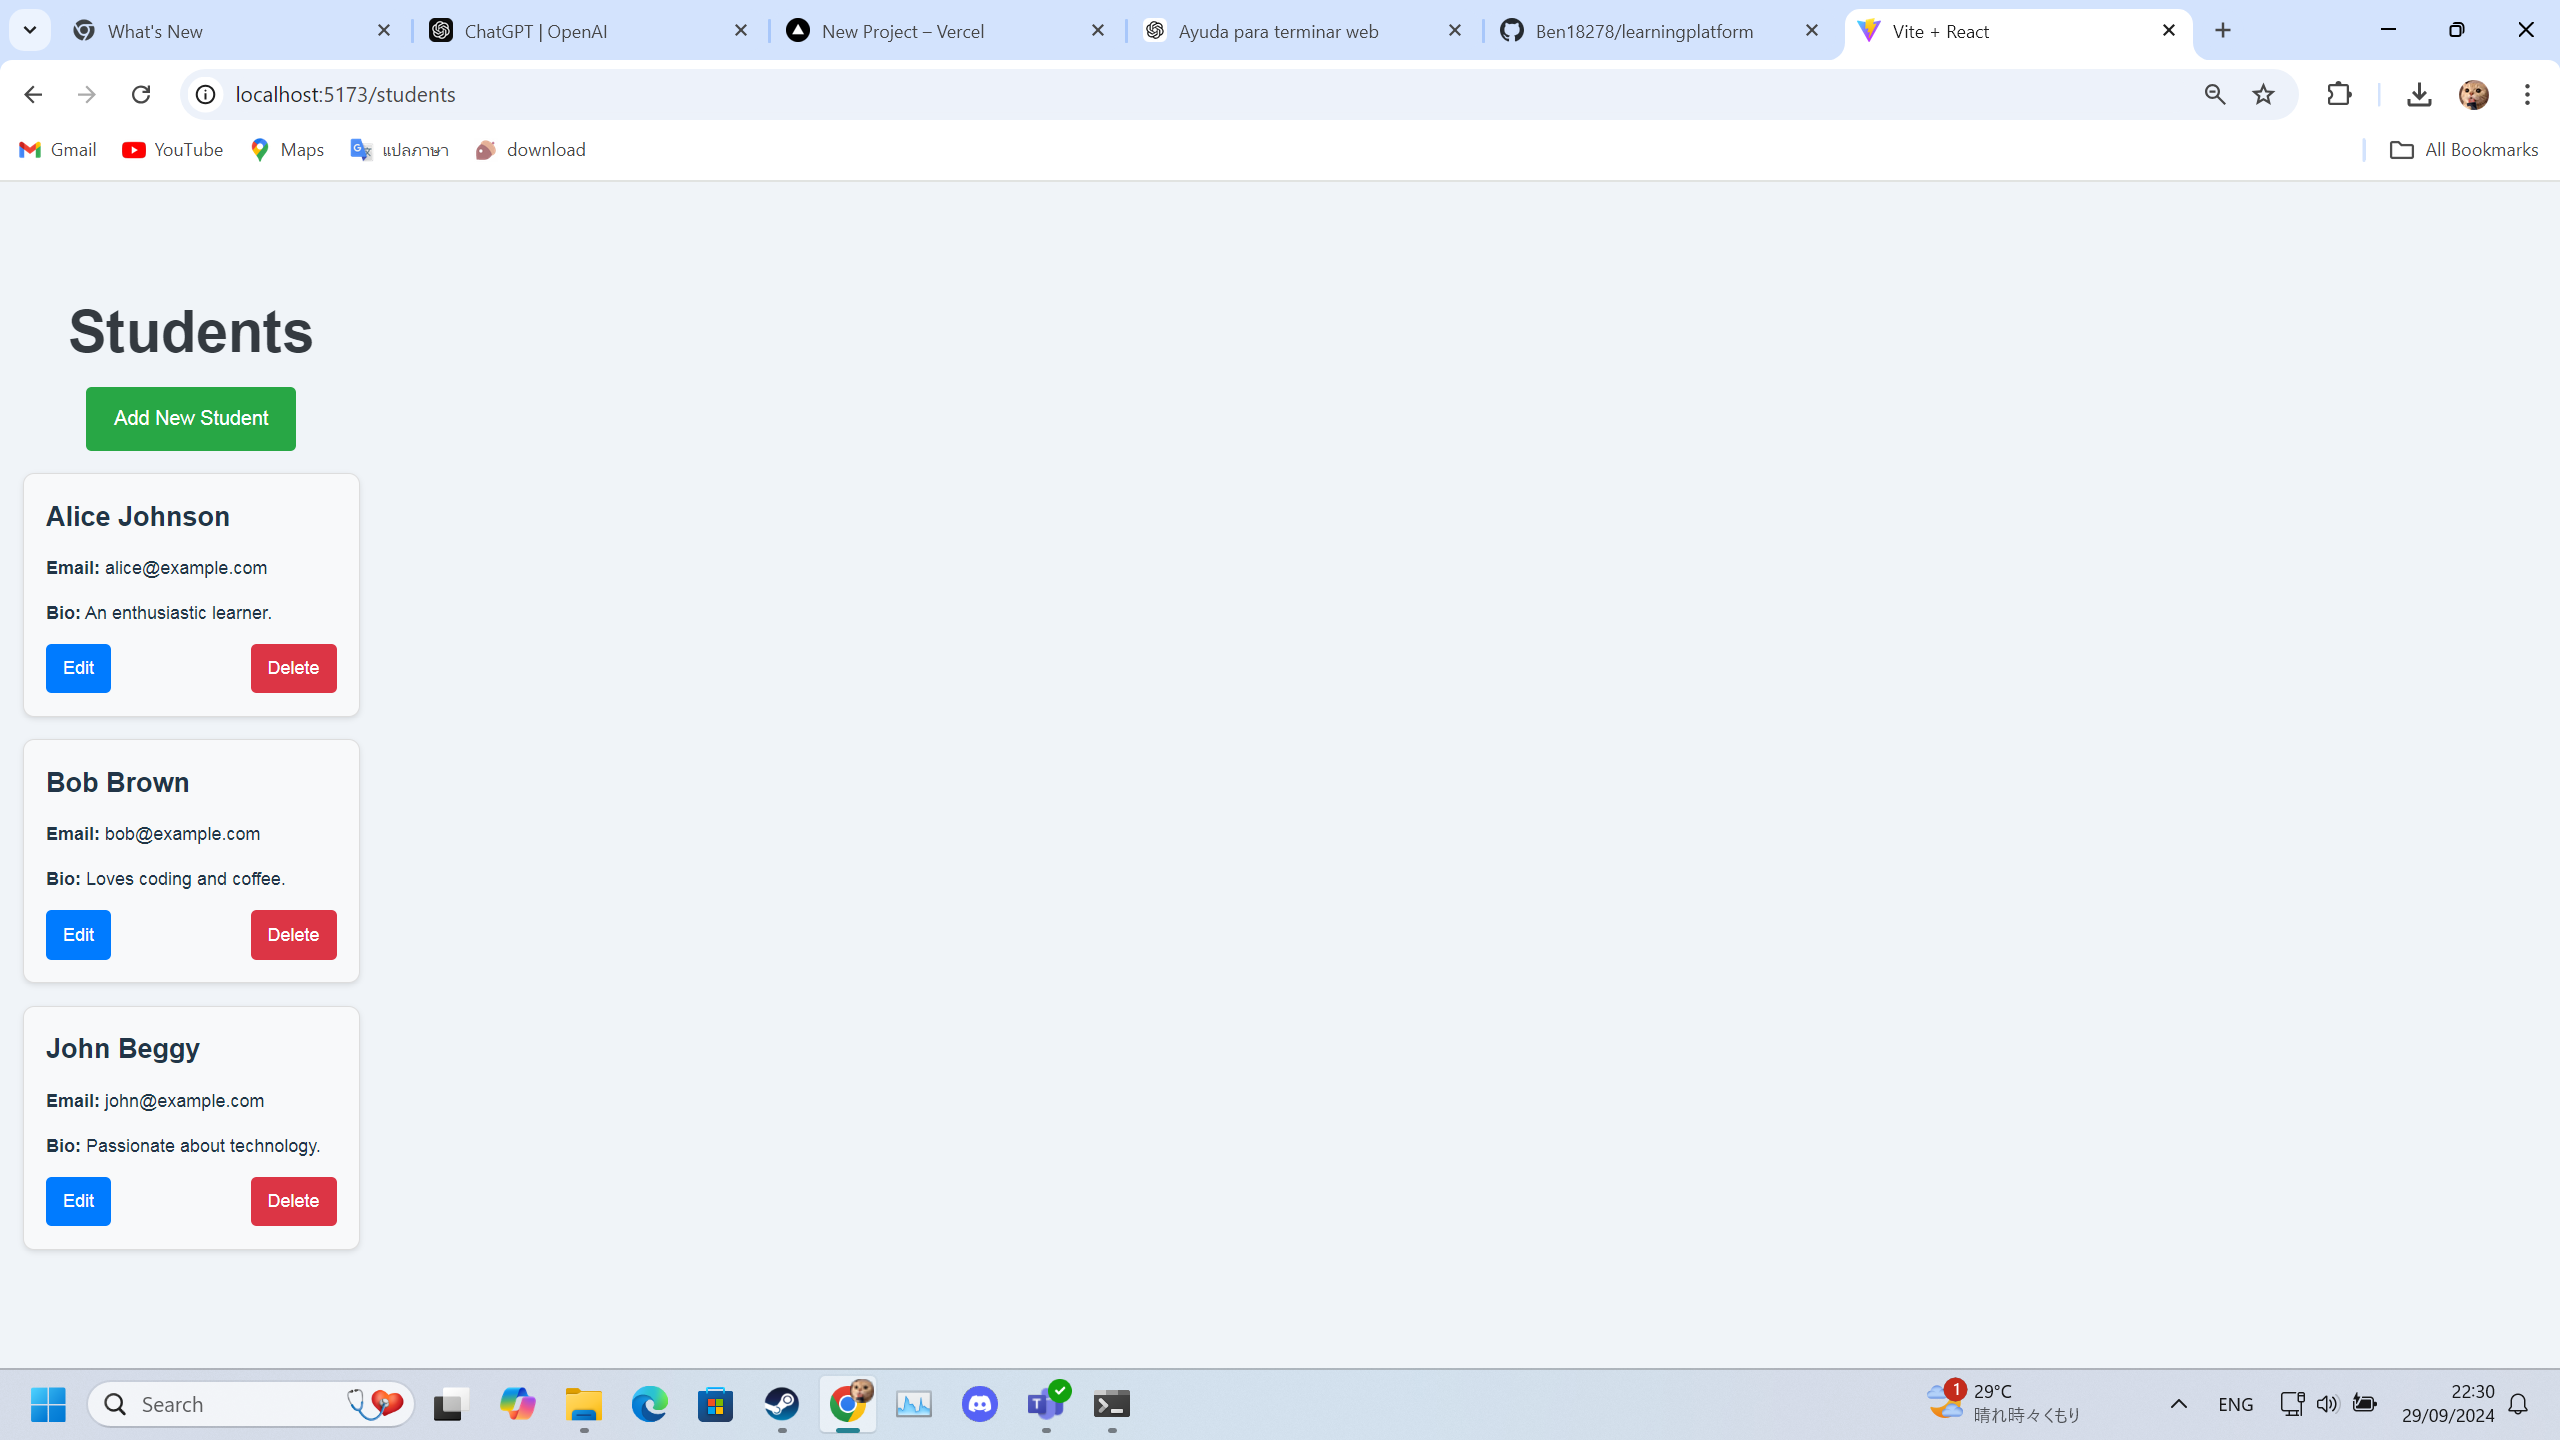 What's New
ChatGPT | OpenAI
New Project – Vercel
Ayuda para terminar web
Ben18278/learningplatform
Vite + React
localhost:5173/students
Gmail
YouTube
Maps
แปลภาษา
download
All Bookmarks
Students
Add New Student
Alice Johnson
Email: alice@example.com
Bio: An enthusiastic learner.
Edit
Delete
Bob Brown
Email: bob@example.com
Bio: Loves coding and coffee.
Edit
Delete
John Beggy
Email: john@example.com
Bio: Passionate about technology.
Edit
Delete
Search
1
29°C
晴れ時々くもり
ENG
22:30
29/09/2024